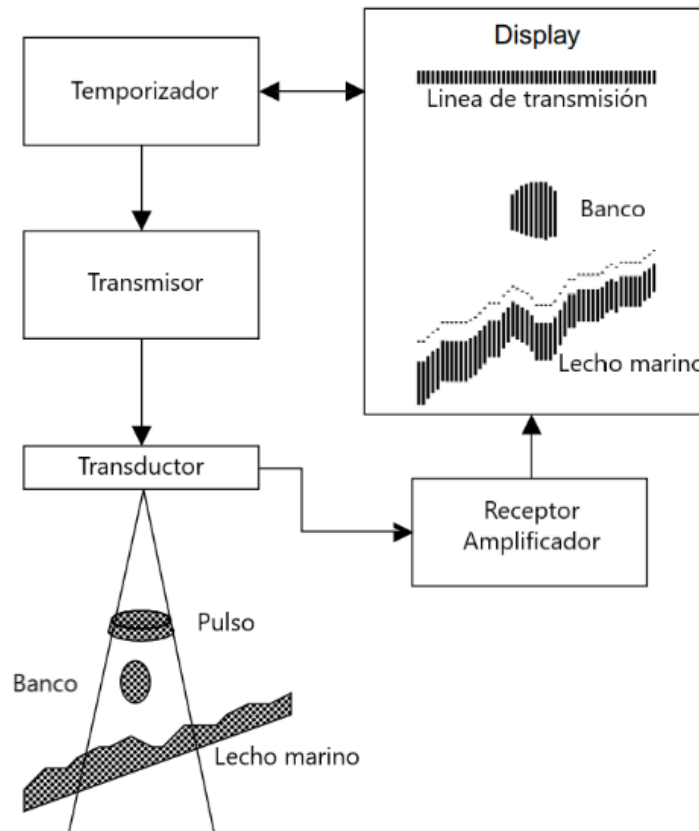 Display
Temporizador
Linea de transmisión
Banco
Transmisor
Lecho marino
Transductor
Receptor
Amplificador
Pulso
Banco
Lecho marino